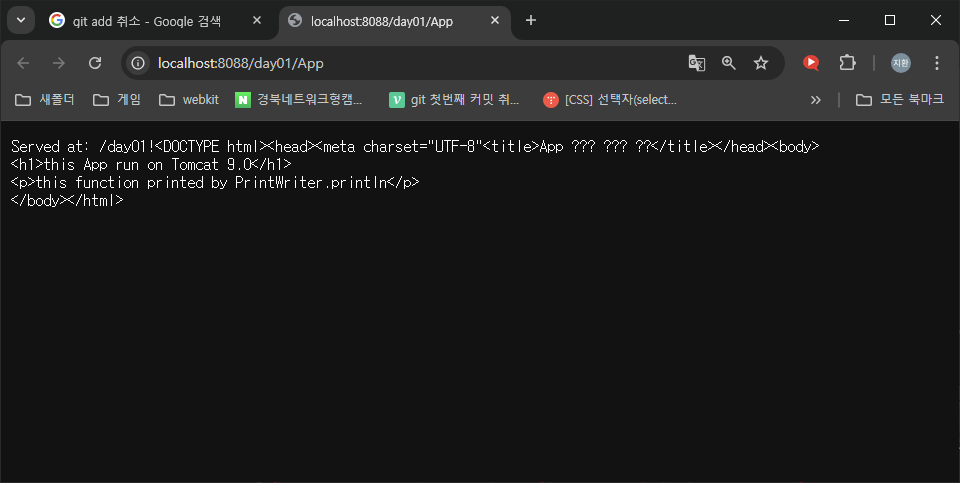 git add 취소 - Google 검색
localhost:8088/day01/App
localhost:8088/day01/App
새폴더
게임
webkit
경북네트워크형캠...
git 첫번째 커밋 취...
[CSS] 선택자(select...
모든 북마크
지환
Served at: /day01!<DOCTYPE html><head><meta charset="UTF-8"<title>App ??? ??? ??</title></head><body>
<h1>this App run on Tomcat 9.0</h1>
<p>this function printed by PrintWriter.println</p>
</body></html>